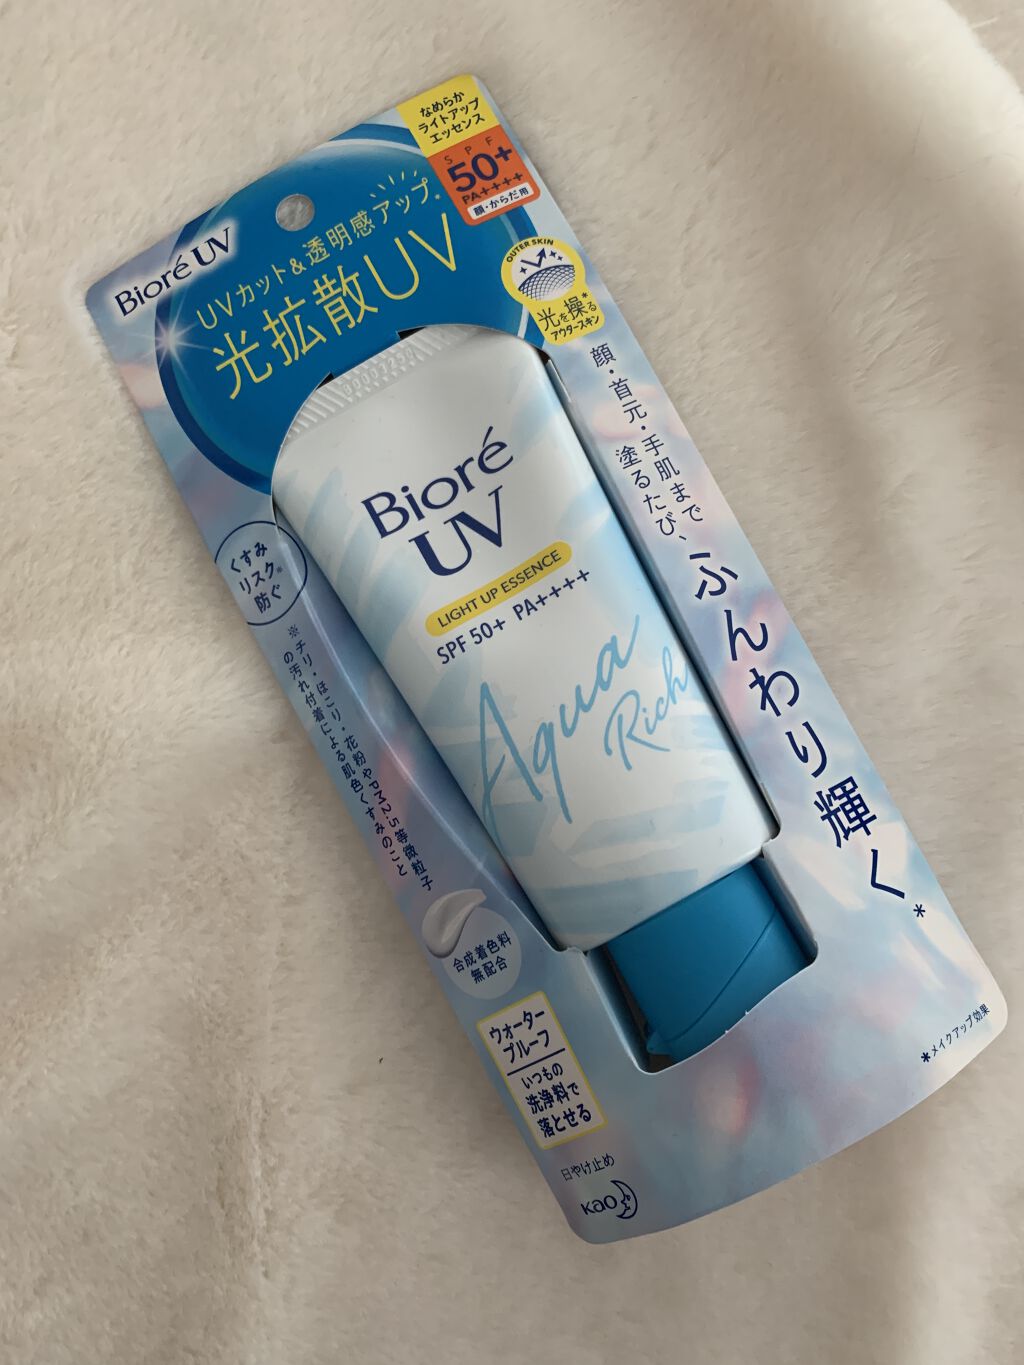 なめらか
ライトアップ
エッセンス
SPF
50+
PA++++
顔・からだ用
Bioré UV
UVカット&透明感アップ*
光拡散UV
OUTER SKIN
光を操る*
アウタースキン
顔・首元・手肌まで
塗るたび、
ふんわり輝く*
Bioré
UV
LIGHT UP ESSENCE
SPF 50+ PA++++
Aqua
Rich
くすみ
リスク※
防ぐ
※チリ・ほこり・花粉やPM2.5等微粒子
の汚れ付着による肌色くすみのこと
合成着色料
無配合
ウォーター
プルーフ
いつもの
洗浄料で
落とせる
*メイクアップ効果
日やけ止め
kao